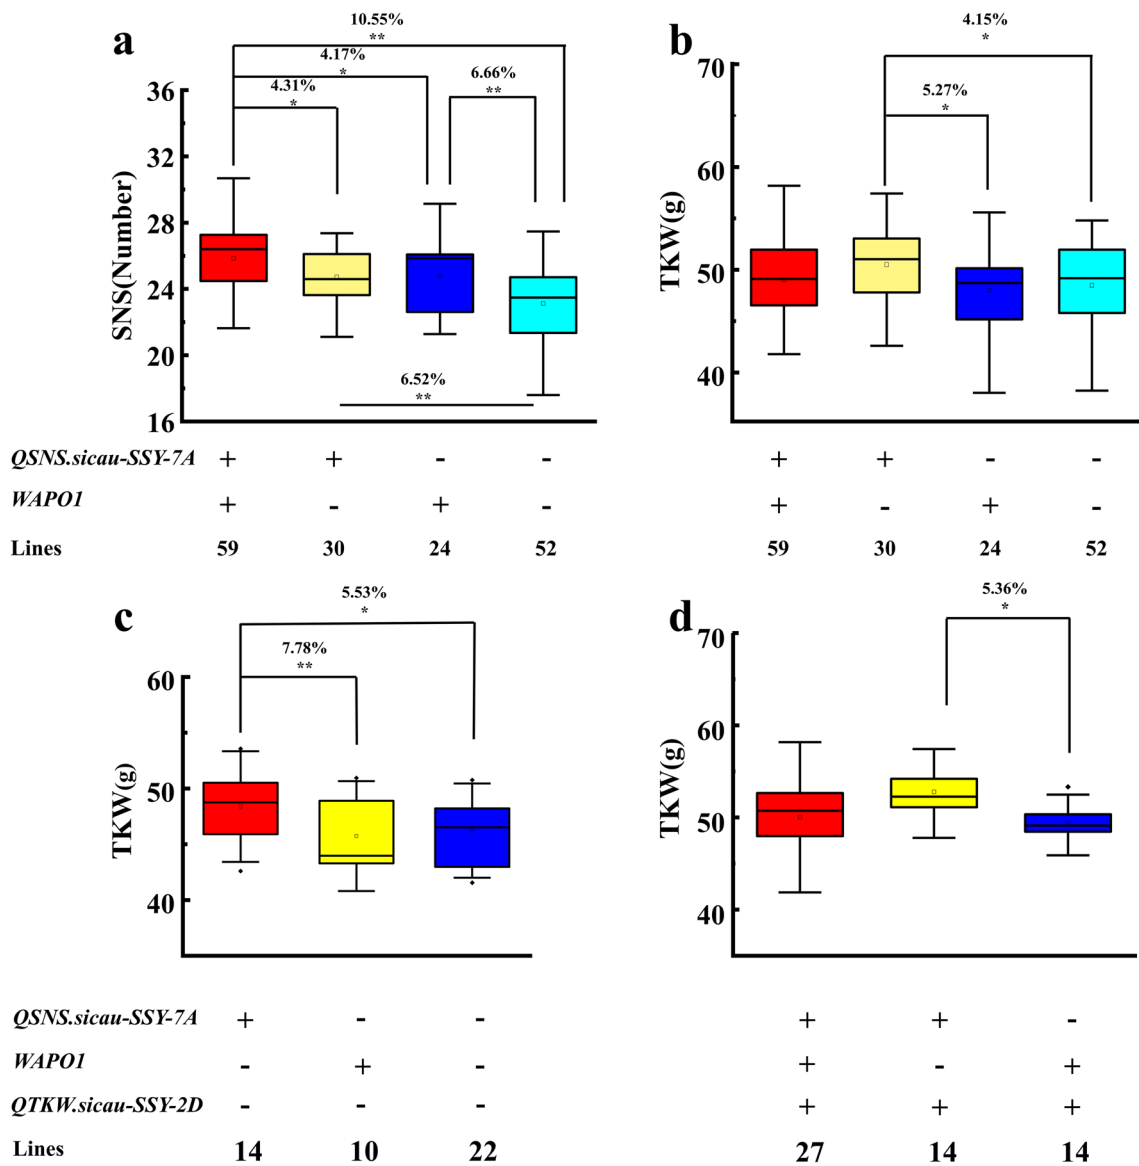 a
10.55%
**
4.17%
*
4.31%
*
6.66%
**
6.52%
**
SNS(Number)
36
32
28
24
20
16
b
4.15%
*
5.27%
*
TKW(g)
70
60
50
40
QSNS.sicau-SSY-7A + + - - + + - -
WAPO1 + - + - + - + -
Lines 59 30 24 52 59 30 24 52
c
5.53%
*
7.78%
**
TKW(g)
60
50
40
d
5.36%
*
TKW(g)
70
60
50
40
QSNS.sicau-SSY-7A + - - + + -
WAPO1 - + - + - +
QTKW.sicau-SSY-2D - - - + + +
Lines 14 10 22 27 14 14